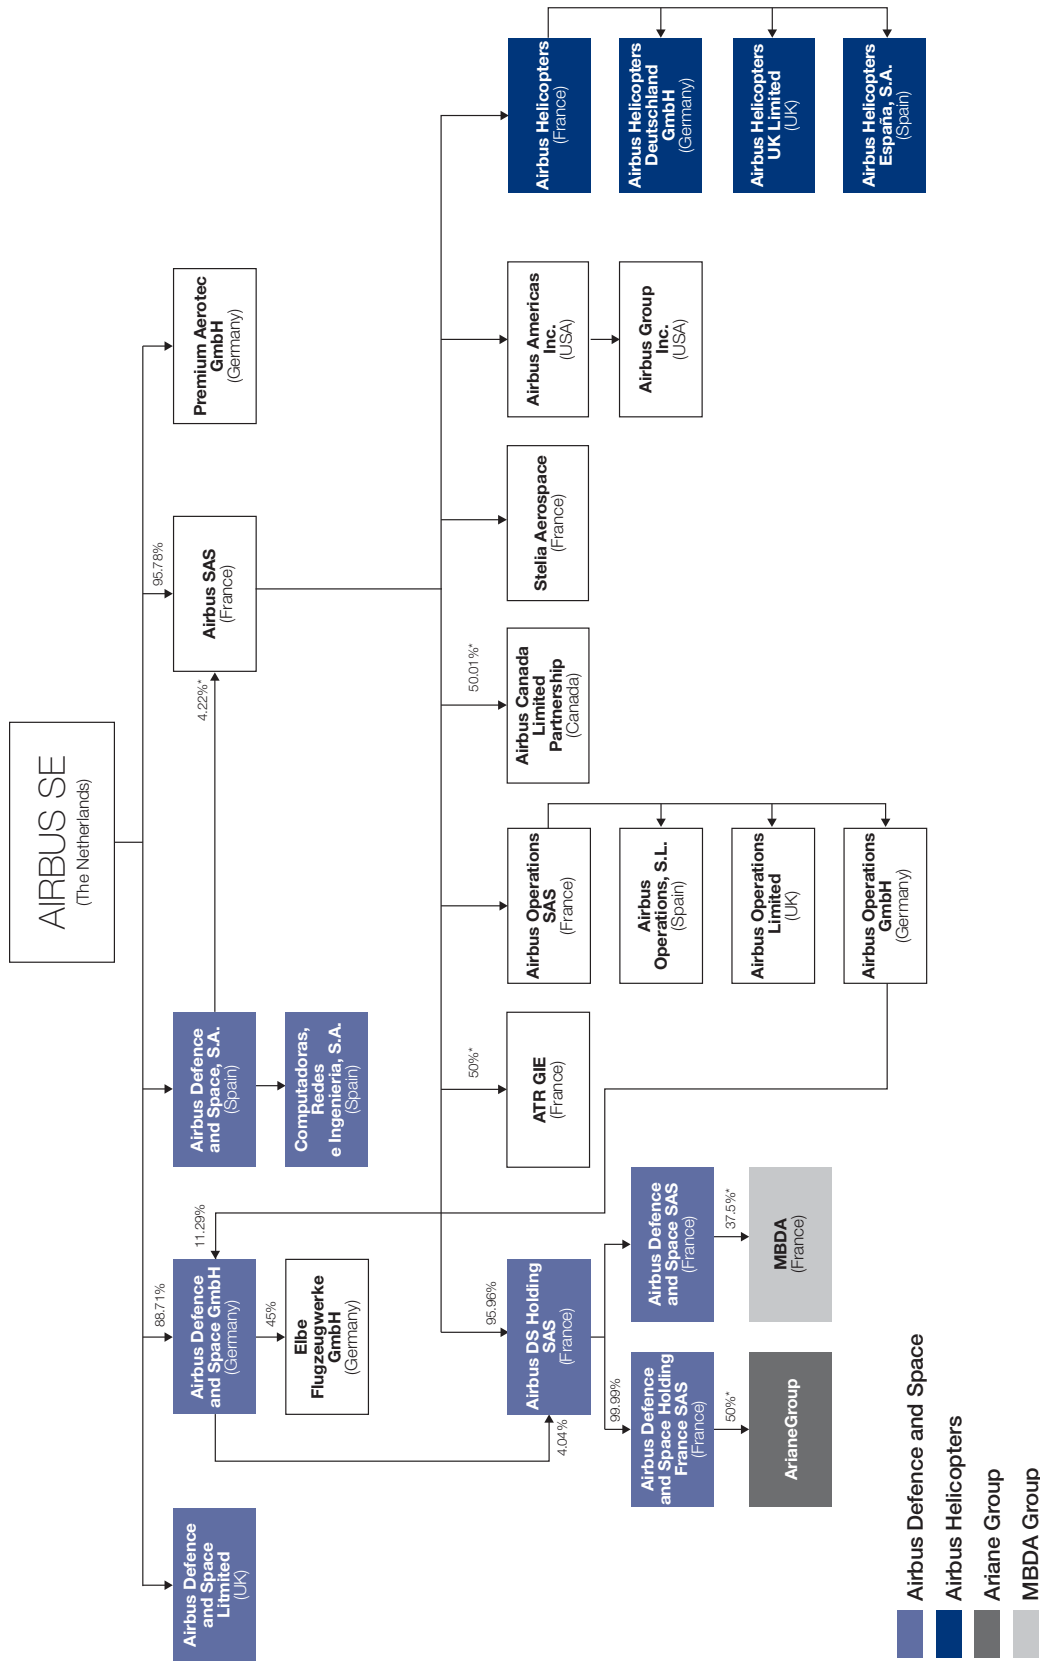 AIRBUS SE
(The Netherlands)
88.71%
95.78%
Airbus Defence
and Space
Litmited
(UK)
Airbus Defence
and Space GmbH
(Germany)
11.29%
Airbus Defence
and Space, S.A.
(Spain)
4.22%*
Airbus SAS
(France)
Premium Aerotec
GmbH
(Germany)
45%
Elbe
Flugzeugwerke
GmbH
(Germany)
Computadoras,
Redes
e Ingenieria, S.A.
(Spain)
95.96%
50%*
50.01%*
4.04%
Airbus DS Holding
SAS
(France)
ATR GIE
(France)
Airbus Operations
SAS
(France)
Airbus Canada
Limited
Partnership
(Canada)
Stelia Aerospace
(France)
Airbus Americas
Inc.
(USA)
Airbus Helicopters
(France)
99.99%
Airbus Defence
and Space Holding
France SAS
(France)
Airbus Defence
and Space SAS
(France)
Airbus
Operations, S.L.
(Spain)
Airbus Group
Inc.
(USA)
Airbus Helicopters
Deutschland
GmbH
(Germany)
50%*
37.5%*
ArianeGroup
MBDA
(France)
Airbus Operations
Limited
(UK)
Airbus Helicopters
UK Limited
(UK)
Airbus Operations
GmbH
(Germany)
Airbus Helicopters
España, S.A.
(Spain)
Airbus Defence and Space
Airbus Helicopters
Ariane Group
MBDA Group